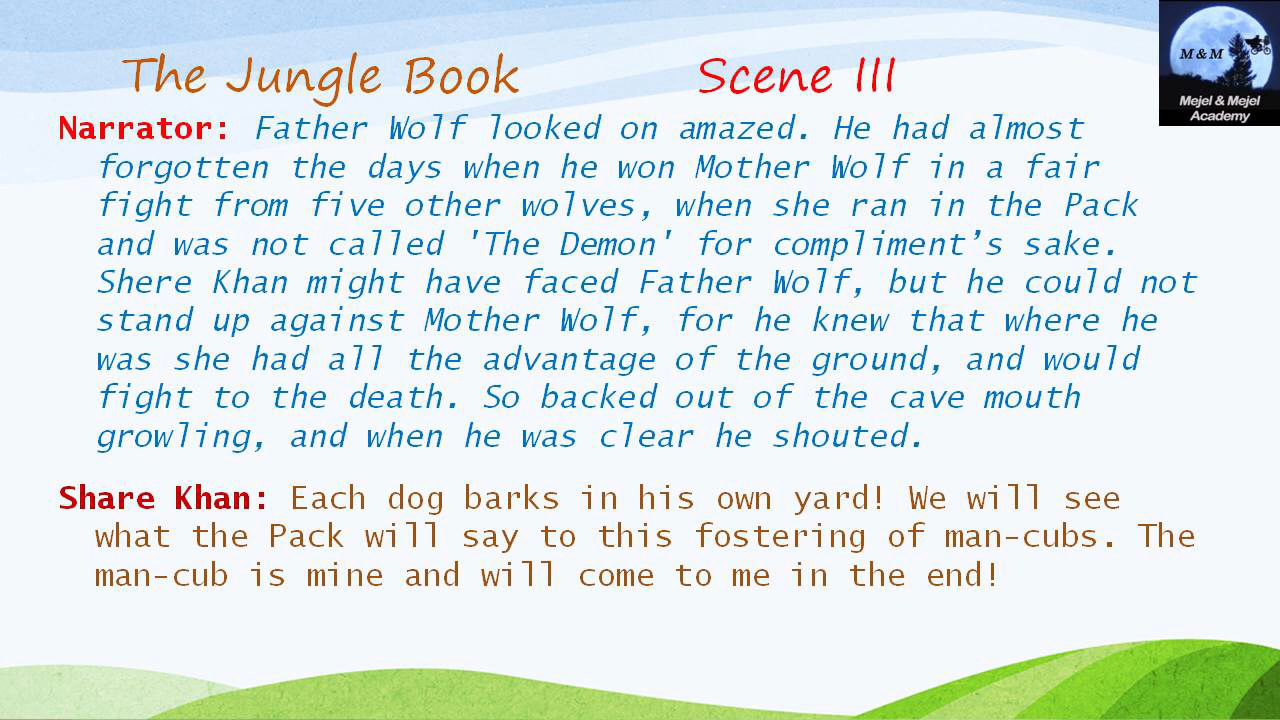 The Jungle Book Scene III
M & M
Mejel & Mejel
Academy
Narrator: Father Wolf looked on amazed. He had almost
forgotten the days when he won Mother Wolf in a fair
fight from five other wolves, when she ran in the Pack
and was not called 'The Demon' for compliment’s sake.
Shere Khan might have faced Father Wolf, but he could not
stand up against Mother Wolf, for he knew that where he
was she had all the advantage of the ground, and would
fight to the death. So backed out of the cave mouth
growling, and when he was clear he shouted.
Share Khan: Each dog barks in his own yard! We will see
what the Pack will say to this fostering of man-cubs. The
man-cub is mine and will come to me in the end!